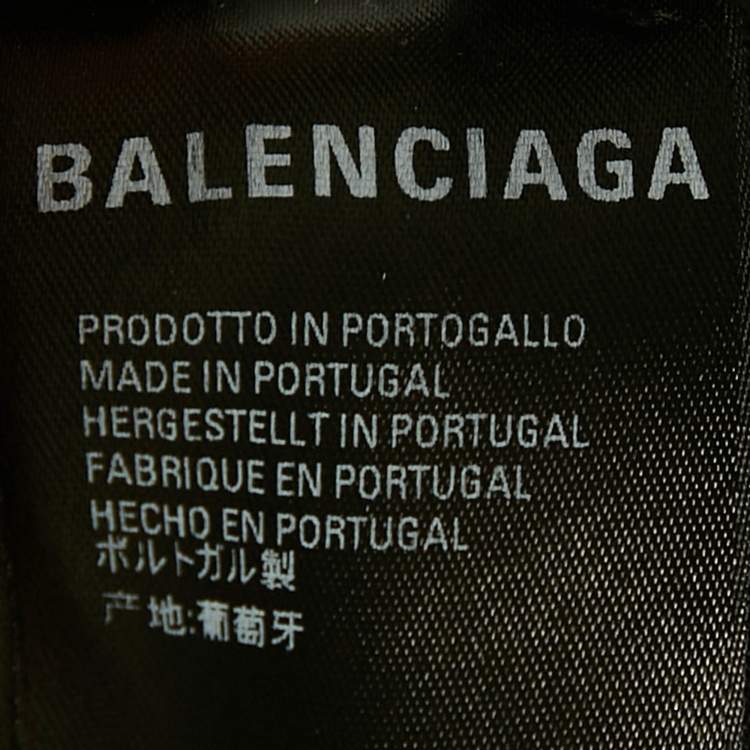 BALENCIAGA
PRODOTTO IN PORTOGALLO
MADE IN PORTUGAL
HERGESTELLT IN PORTUGAL
FABRIQUE EN PORTUGAL
HECHO EN PORTUGAL
ポルトガル製
产地:葡萄牙